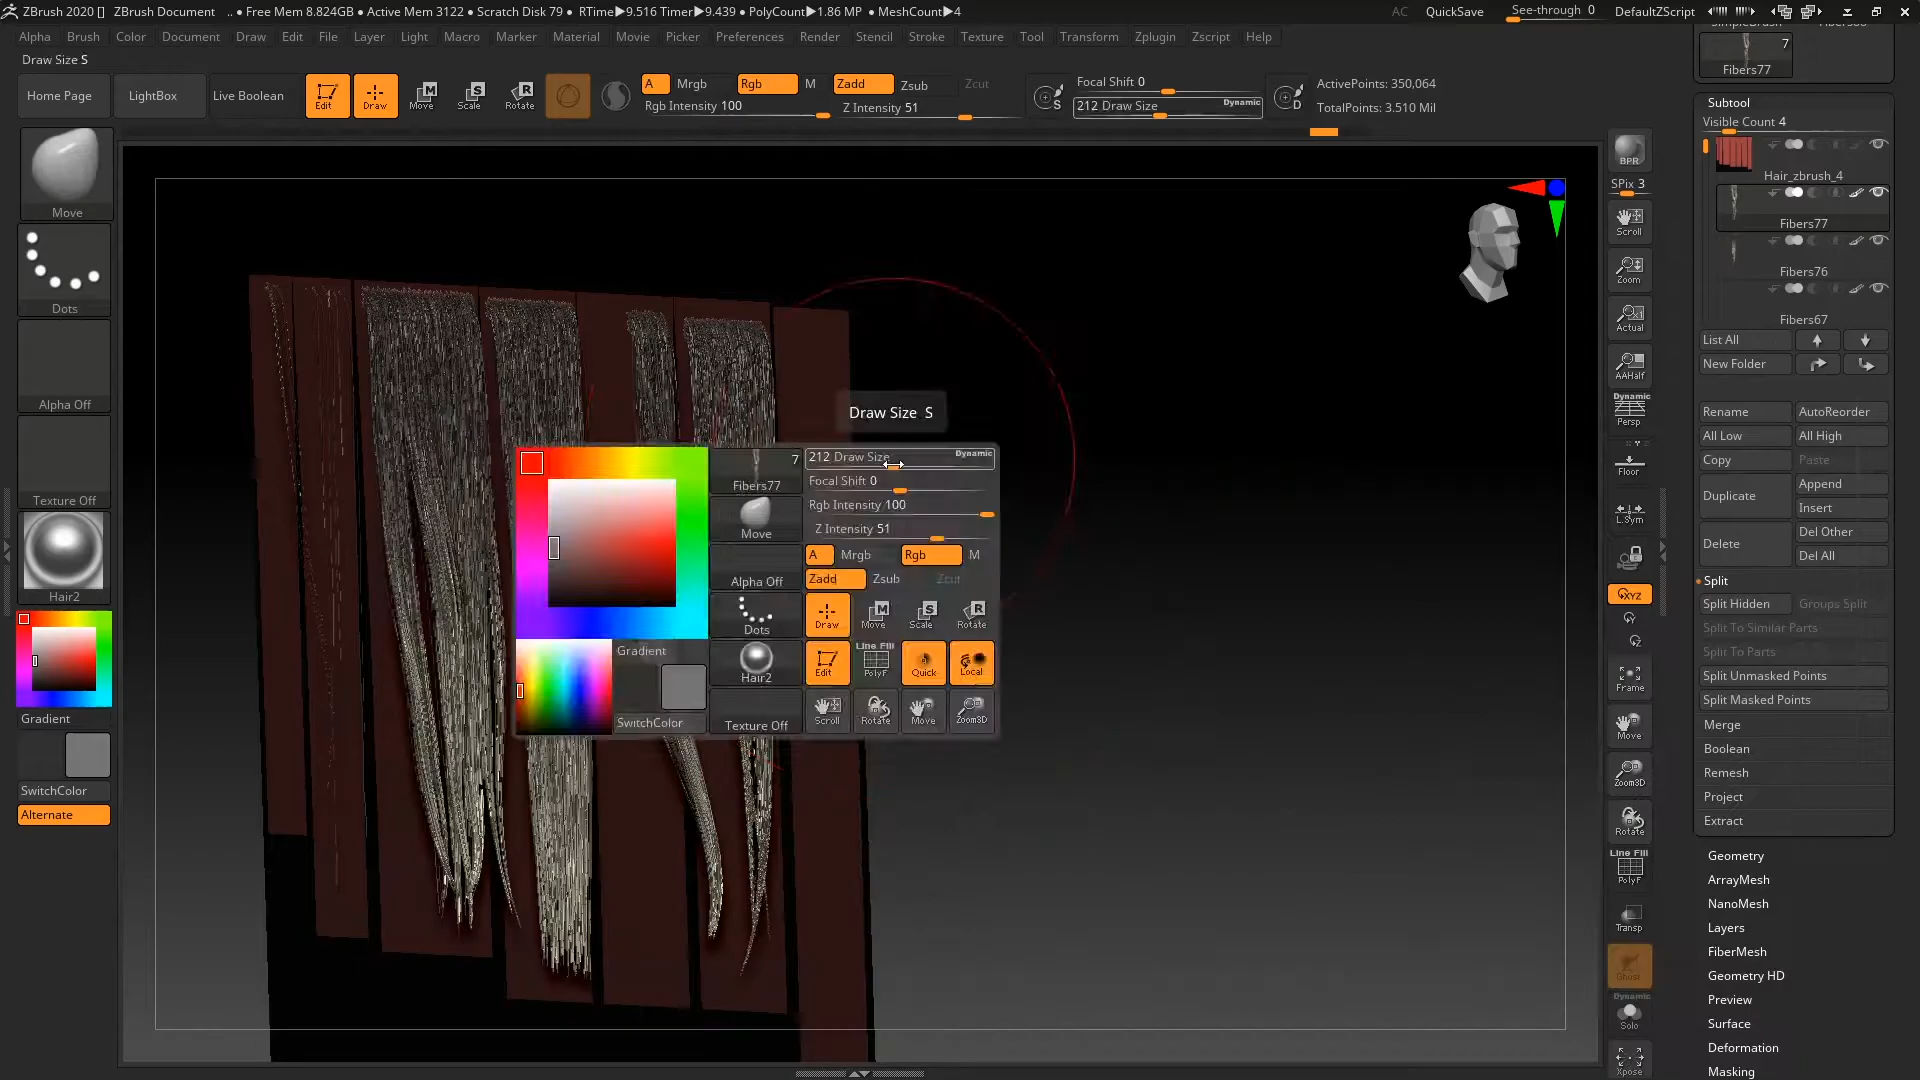 ZBrush 2020 [] ZBrush Document .. • Free Mem 8.824GB • Active Mem 3122 • Scratch Disk 79 • RTime▶9.516 Timer▶9.439 • PolyCount▶1.86 MP • MeshCount▶4 AC QuickSave See-through 0 DefaultZScript
Alpha Brush Color Document Draw Edit File Layer Light Macro Marker Material Movie Picker Preferences Render Stencil Stroke Texture Tool Transform Zplugin Zscript Help
Draw Size S
Home Page
LightBox
Live Boolean
Edit
Draw
Move
Scale
Rotate
A
Mrgb
Rgb
M
Zadd
Zsub
Zcut
Rgb Intensity 100
Z Intensity 51
S
Focal Shift 0
212 Draw Size
Dynamic
D
ActivePoints: 350,064
TotalPoints: 3.510 Mil
Move
Dots
Alpha Off
Texture Off
Hair2
Gradient
SwitchColor
Alternate
Draw Size S
7
Fibers77
Move
Alpha Off
Dots
Hair2
Texture Off
Gradient
SwitchColor
212 Draw Size
Dynamic
Focal Shift 0
Rgb Intensity 100
Z Intensity 51
A Mrgb Rgb M
Zadd Zsub Zcut
Draw Move Scale Rotate
Line Fill
Edit PolyF Quick Local
Scroll Rotate Move Zoom3D
BPR
SPix 3
Scroll
Zoom
Actual
AAHalf
Dynamic
Persp
Floor
L.Sym
XYZ
Frame
Move
Zoom3D
Rotate
Line Fill
PolyF
Transp
Ghost
Dynamic
Solo
Xpose
7
Fibers77
Subtool
Visible Count 4
Hair_zbrush_4
Fibers77
Fibers76
Fibers67
List All
New Folder
Rename AutoReorder
All Low All High
Copy Paste
Duplicate Append
Insert
Delete Del Other
Del All
Split
Split Hidden Groups Split
Split To Similar Parts
Split To Parts
Split Unmasked Points
Split Masked Points
Merge
Boolean
Remesh
Project
Extract
Geometry
ArrayMesh
NanoMesh
Layers
FiberMesh
Geometry HD
Preview
Surface
Deformation
Masking